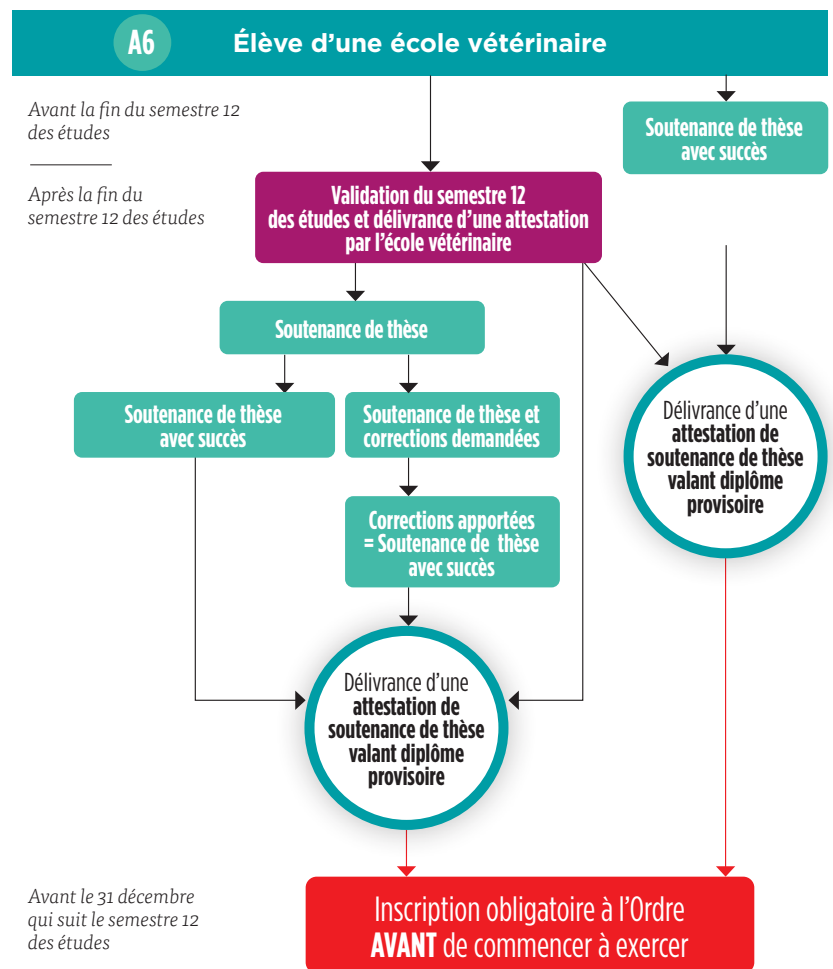 A6
Élève d'une école vétérinaire
Avant la fin du semestre 12
des études
Soutenance de thèse
avec succès
Après la fin du
semestre 12 des études
Validation du semestre 12
des études et délivrance d'une attestation
par l'école vétérinaire
Soutenance de thèse
Soutenance de thèse
avec succès
Soutenance de thèse et
corrections demandées
Délivrance d'une
attestation de
soutenance de thèse
valant diplôme
provisoire
Corrections apportées
= Soutenance de thèse
avec succès
Délivrance d'une
attestation de
soutenance de thèse
valant diplôme
provisoire
Avant le 31 décembre
qui suit le semestre 12
des études
Inscription obligatoire à l'Ordre
AVANT de commencer à exercer